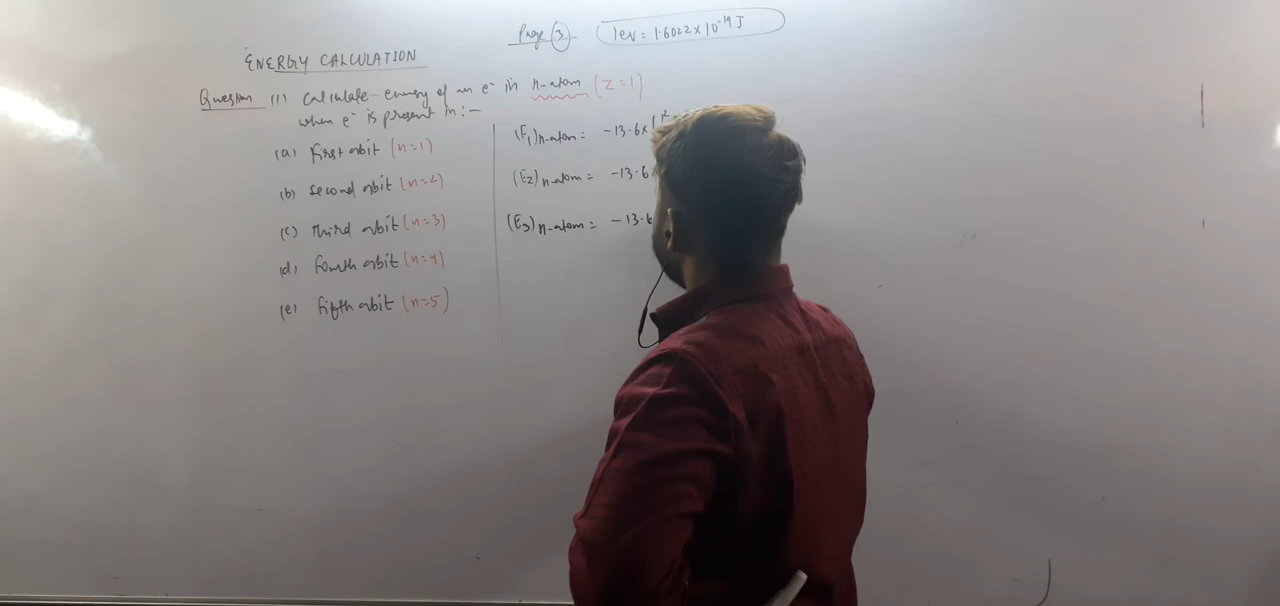 Page 3
1ev = 1.6022 x 10^-19 J
ENERGY CALCULATION
Question (1) Calculate energy of an e⁻ in H-atom (Z=1)
when e⁻ is present in :-
(a) first orbit (n=1)
(b) second orbit (n=2)
(c) third orbit (n=3)
(d) fourth orbit (n=4)
(e) fifth orbit (n=5)
(E₁)H-atom = -13.6 x 1²
(E₂)H-atom = -13.6
(E₃)H-atom = -13.6